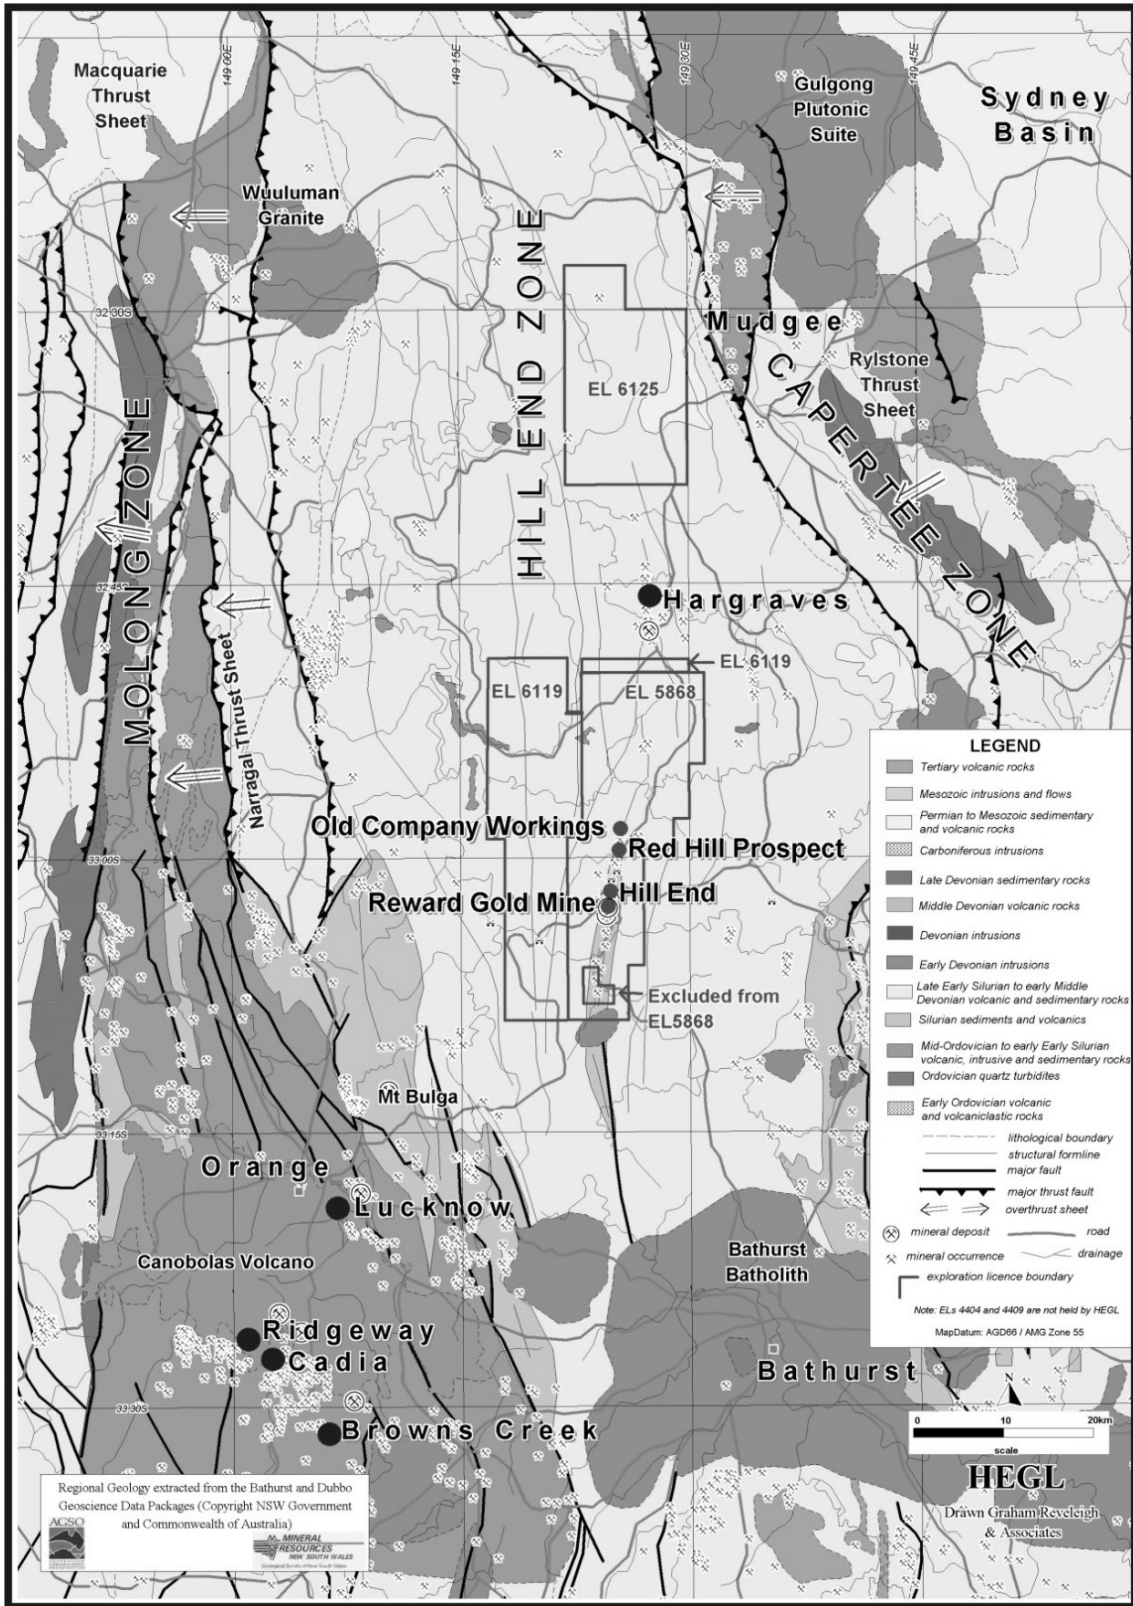 149 00E
149 15E
149 30E
149 45E
Macquarie
Thrust
Sheet
Gulgong
Plutonic
Suite
Sydney
Basin
Wuuluman
Granite
HILL END ZONE
32 30S
Mudgee
EL 6125
Rylstone
Thrust
Sheet
CAPERTEE ZONE
MOLONG ZONE
32 45S
Hargraves
Narragal Thrust Sheet
EL 6119
EL 6119
EL 5868
Old Company Workings
Red Hill Prospect
33 00S
Hill End
Reward Gold Mine
Excluded from
EL5868
Mt Bulga
33 15S
Orange
Lucknow
Canobolas Volcano
Bathurst
Batholith
Ridgeway
Cadia
Bathurst
33 30S
Browns Creek
LEGEND
Tertiary volcanic rocks
Mesozoic intrusions and flows
Permian to Mesozoic sedimentary
and volcanic rocks
Carboniferous intrusions
Late Devonian sedimentary rocks
Middle Devonian volcanic rocks
Devonian intrusions
Early Devonian intrusions
Late Early Silurian to early Middle
Devonian volcanic and sedimentary rocks
Silurian sediments and volcanics
Mid-Ordovician to early Early Silurian
volcanic, intrusive and sedimentary rocks
Ordovician quartz turbidites
Early Ordovician volcanic
and volcaniclastic rocks
lithological boundary
structural formline
major fault
major thrust fault
overthrust sheet
mineral deposit
road
mineral occurrence
drainage
exploration licence boundary
Note: ELs 4404 and 4409 are not held by HEGL
MapDatum: AGD66 / AMG Zone 55
N
0 10 20km
scale
HEGL
Drawn Graham Reveleigh
& Associates
Regional Geology extracted from the Bathurst and Dubbo
Geoscience Data Packages (Copyright NSW Government
and Commonwealth of Australia)
AGSO
MINERAL
RESOURCES
NEW SOUTH WALES
Geological Survey of New South Wales